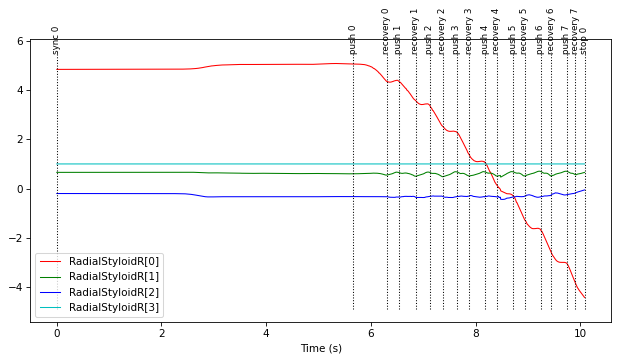 sync 0
push 0
recovery 0
push 1
recovery 1
push 2
recovery 2
push 3
recovery 3
push 4
recovery 4
push 5
recovery 5
push 6
recovery 6
push 7
recovery 7
stop 0
6
4
2
0
−2
−4
RadialStyloidR[0]
RadialStyloidR[1]
RadialStyloidR[2]
RadialStyloidR[3]
0
2
4
6
8
10
Time (s)